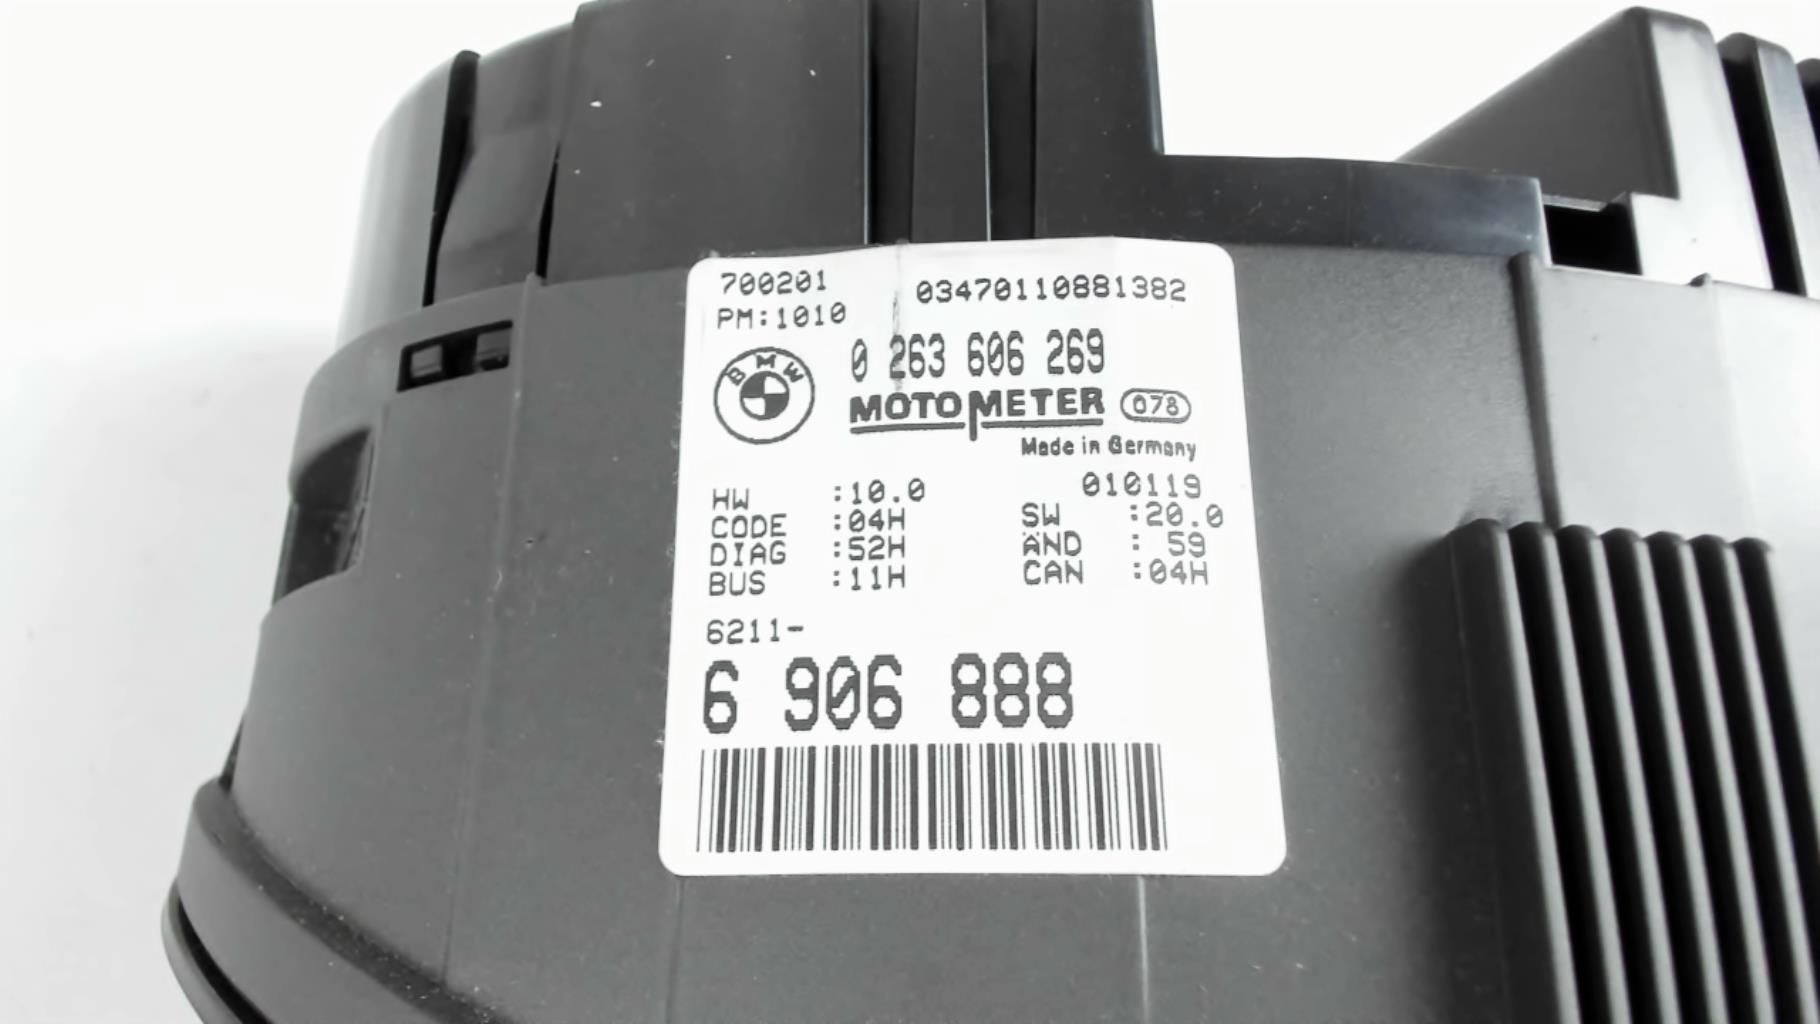 700201 03470110881382
PM:1010
BMW
0 263 606 269
MOTOMETER 078
Made in Germany
010119
HW :10.0
CODE :04H SW :20.0
DIAG :52H ÄND : 59
BUS :11H CAN :04H
6211-
6 906 888